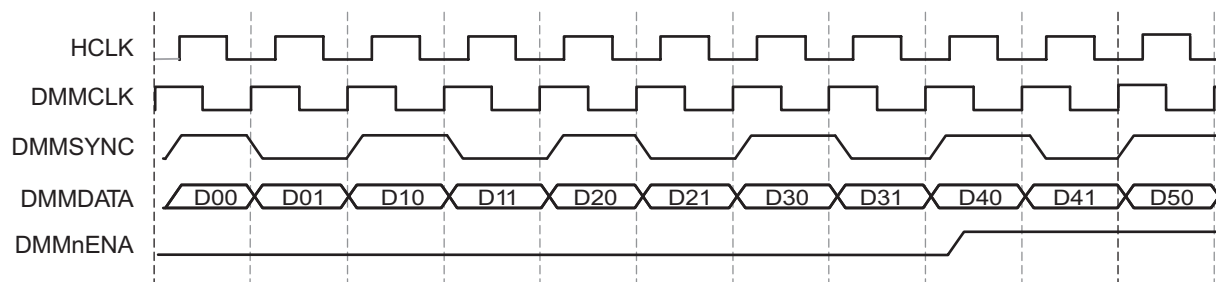 HCLK
DMMCLK
DMMSYNC
DMMDATA D00 D01 D10 D11 D20 D21 D30 D31 D40 D41 D50
DMMnENA